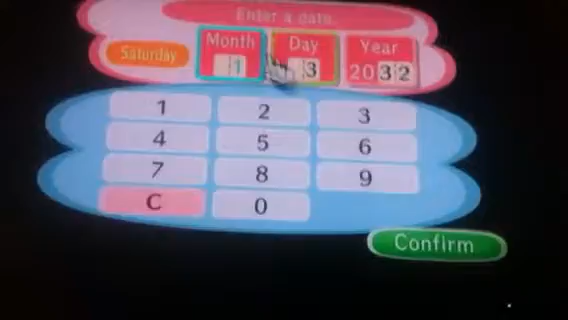 Enter a date.
Saturday
Month Day Year
1 3 2032
1 2 3
4 5 6
7 8 9
C 0
Confirm